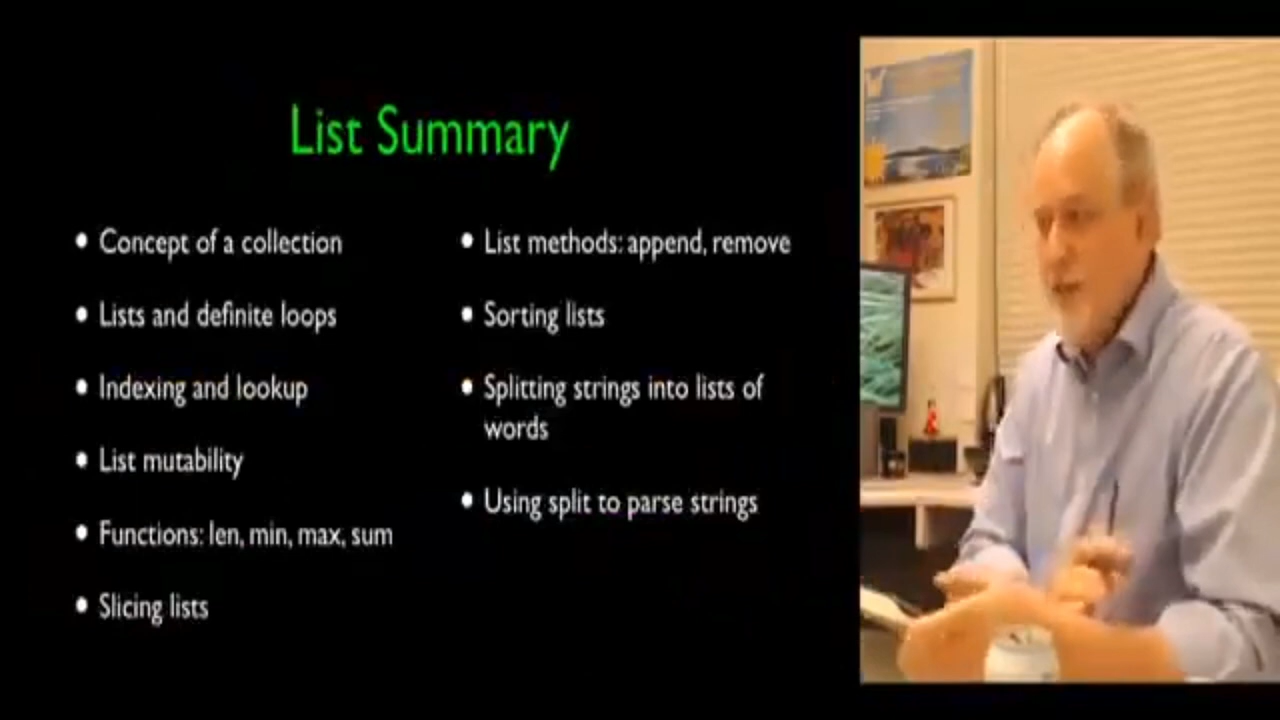 List Summary
• Concept of a collection
• Lists and definite loops
• Indexing and lookup
• List mutability
• Functions: len, min, max, sum
• Slicing lists
• List methods: append, remove
• Sorting lists
• Splitting strings into lists of
words
• Using split to parse strings